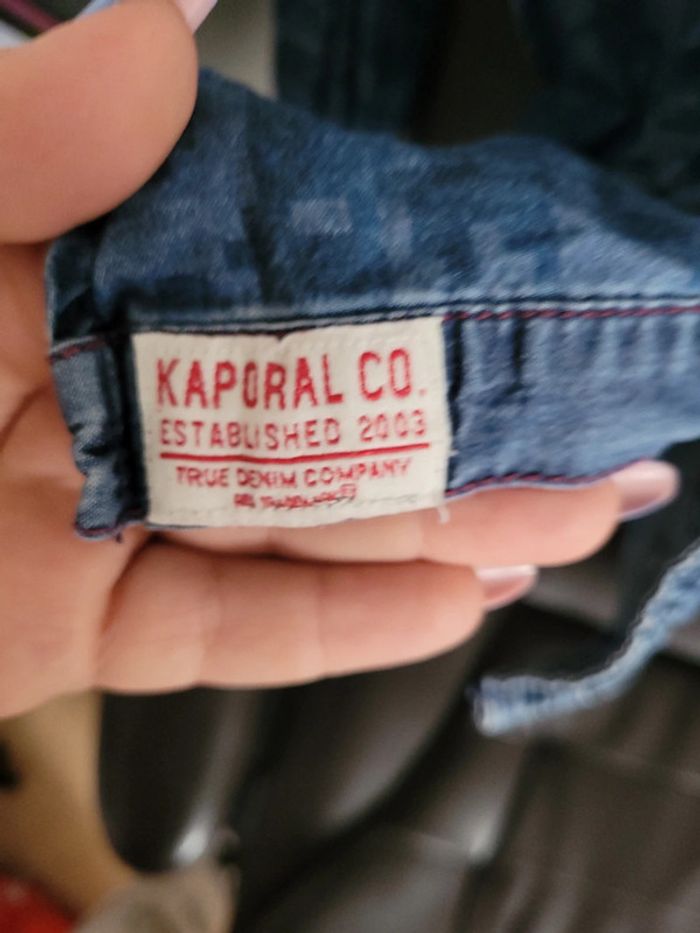 KAPORAL CO.
ESTABLISHED 2003
TRUE DENIM COMPANY